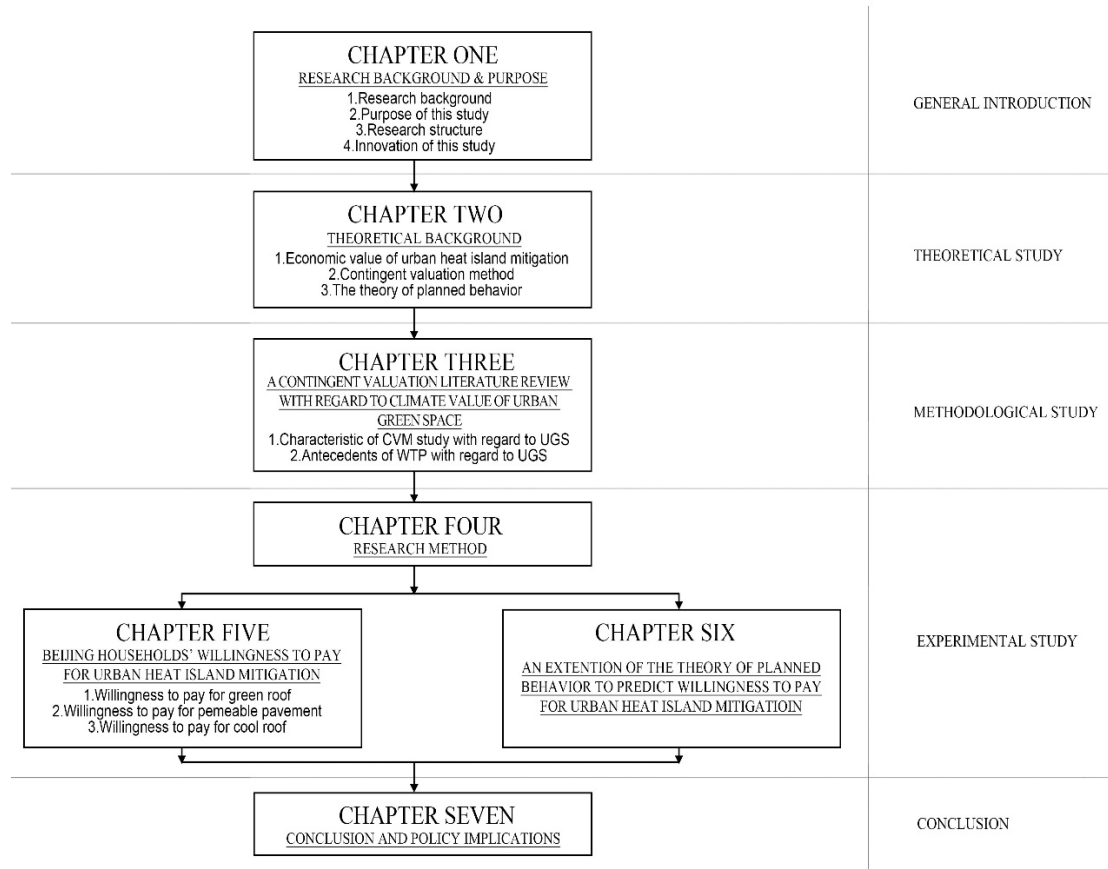 CHAPTER ONE
RESEARCH BACKGROUND & PURPOSE
1.Research background
2.Purpose of this study
3.Research structure
4.Innovation of this study
GENERAL INTRODUCTION
CHAPTER TWO
THEORETICAL BACKGROUND
1.Economic value of urban heat island mitigation
2.Contingent valuation method
3.The theory of planned behavior
THEORETICAL STUDY
CHAPTER THREE
A CONTINGENT VALUATION LITERATURE REVIEW
WITH REGARD TO CLIMATE VALUE OF URBAN
GREEN SPACE
1.Characteristic of CVM study with regard to UGS
2.Antecedents of WTP with regard to UGS
METHODOLOGICAL STUDY
CHAPTER FOUR
RESEARCH METHOD
CHAPTER FIVE
BEIJING HOUSEHOLDS' WILLINGNESS TO PAY
FOR URBAN HEAT ISLAND MITIGATION
1.Willingness to pay for green roof
2.Willingness to pay for pemeable pavement
3.Willingness to pay for cool roof
CHAPTER SIX
AN EXTENTION OF THE THEORY OF PLANNED
BEHAVIOR TO PREDICT WILLINGNESS TO PAY
FOR URBAN HEAT ISLAND MITIGATIOIN
EXPERIMENTAL STUDY
CHAPTER SEVEN
CONCLUSION AND POLICY IMPLICATIONS
CONCLUSION